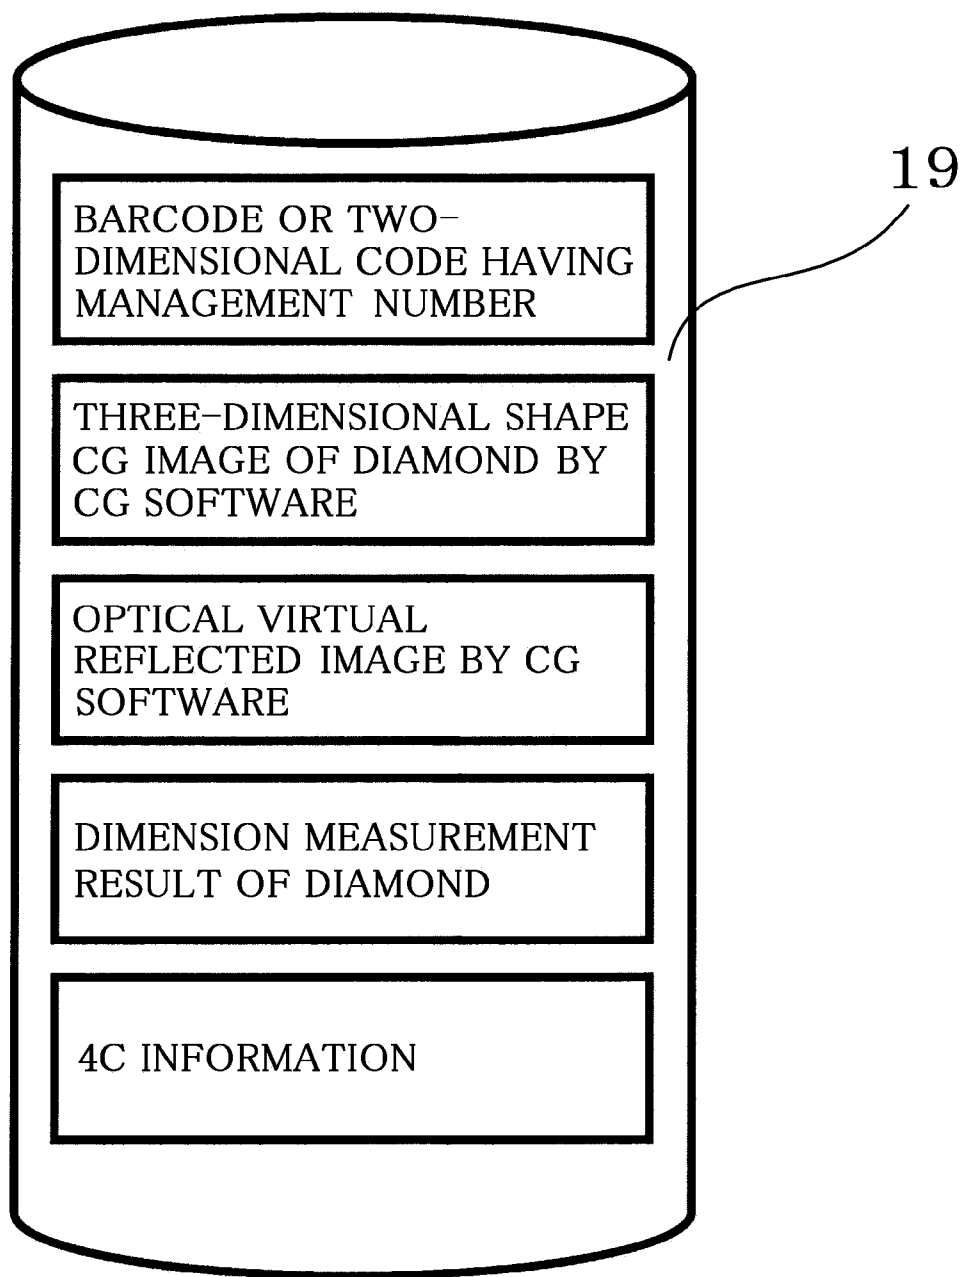 19
BARCODE OR TWO-
DIMENSIONAL CODE HAVING
MANAGEMENT NUMBER
THREE-DIMENSIONAL SHAPE
CG IMAGE OF DIAMOND BY
CG SOFTWARE
OPTICAL VIRTUAL
REFLECTED IMAGE BY CG
SOFTWARE
DIMENSION MEASUREMENT
RESULT OF DIAMOND
4C INFORMATION